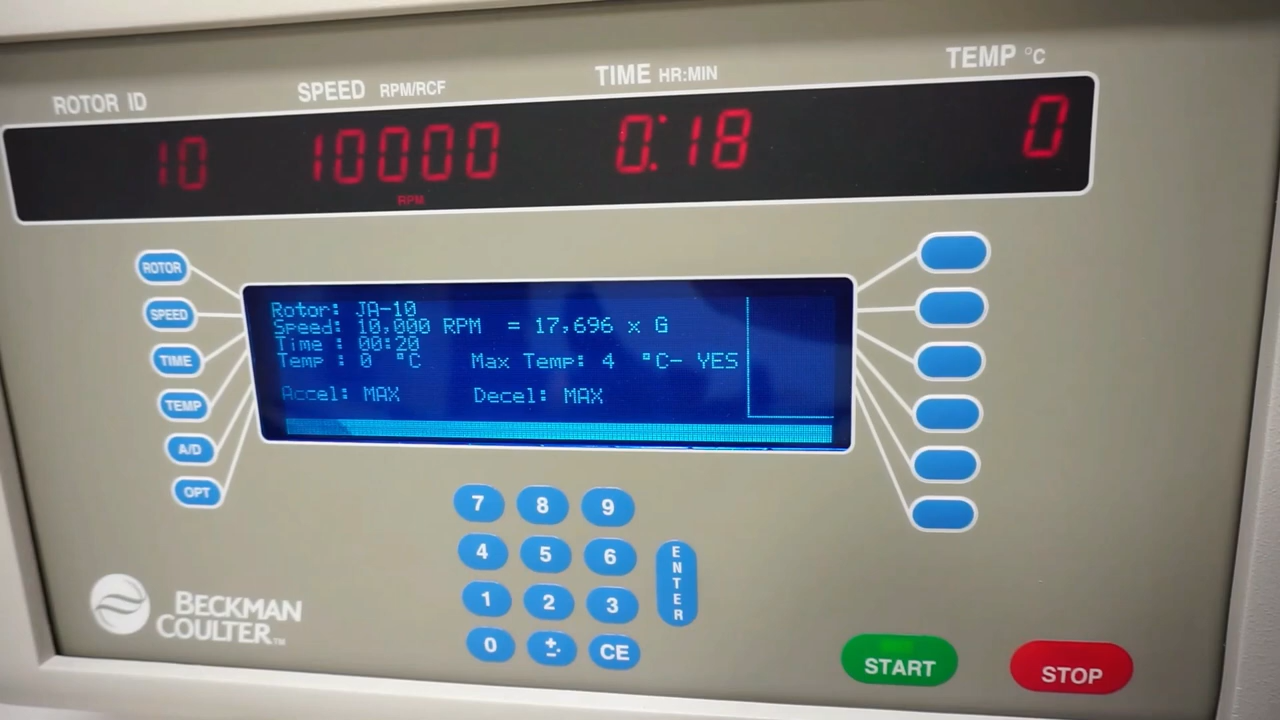 ROTOR ID SPEED RPM/RCF TIME HR:MIN TEMP °C
10 10000 0:18 0
RPM
ROTOR
SPEED
TIME
TEMP
A/D
OPT
Rotor: JA-10
Speed: 10,000 RPM = 17,696 x G
Time : 00:20
Temp : 0 °C Max Temp: 4 °C- YES
Accel: MAX Decel: MAX
7 8 9
4 5 6
1 2 3
0 +.- CE
ENTER
BECKMAN
COULTER™
START STOP